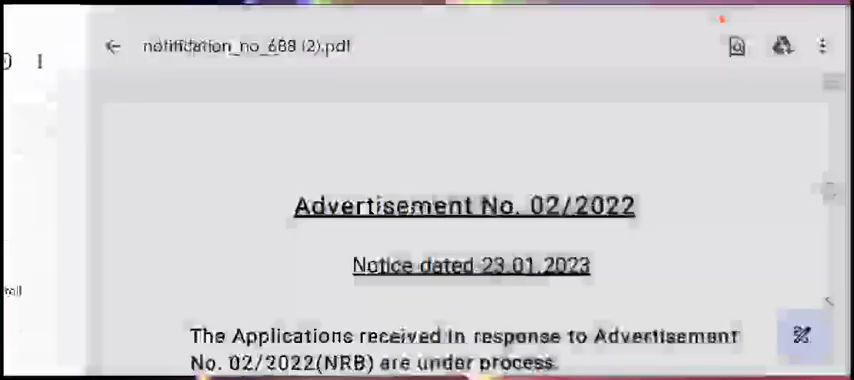 notification_no_688 (2).pdf
Advertisement No. 02/2022
Notice dated 23.01.2023
The Applications received in response to Advertisement
No. 02/2022(NRB) are under process.